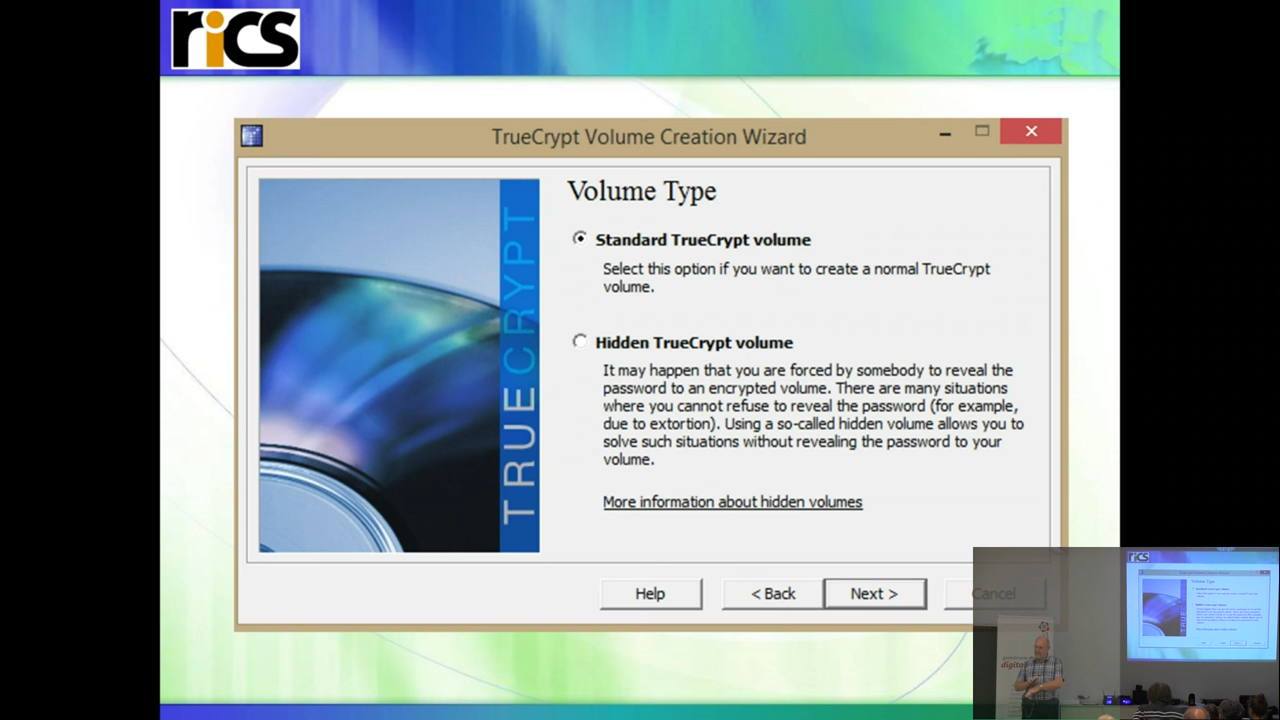 rics
TrueCrypt Volume Creation Wizard
TRUECRYPT
Volume Type
Standard TrueCrypt volume
Select this option if you want to create a normal TrueCrypt
volume.
Hidden TrueCrypt volume
It may happen that you are forced by somebody to reveal the
password to an encrypted volume. There are many situations
where you cannot refuse to reveal the password (for example,
due to extortion). Using a so-called hidden volume allows you to
solve such situations without revealing the password to your
volume.
More information about hidden volumes
Help
< Back
Next >
Cancel
rics
Volume Type
digita